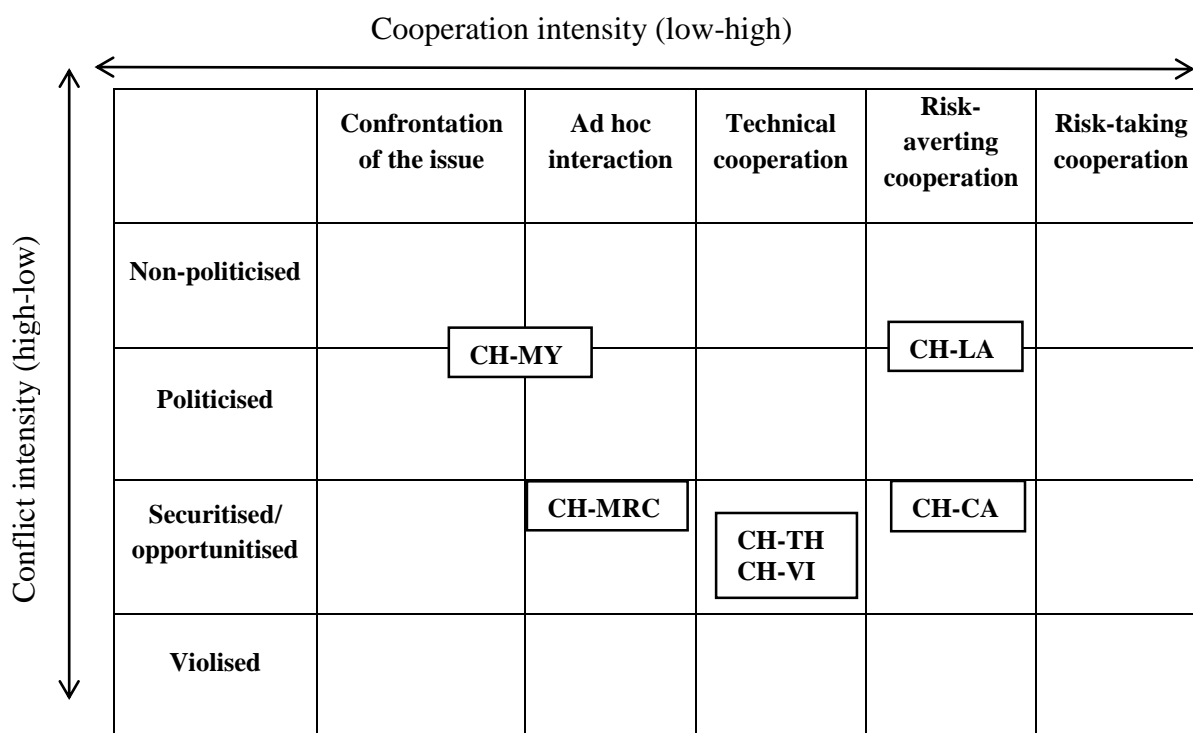 Cooperation intensity (low-high)
Conflict intensity (high-low)
Confrontation
of the issue
Ad hoc
interaction
Technical
cooperation
Risk-
averting
cooperation
Risk-taking
cooperation
Non-politicised
CH-MY
CH-LA
Politicised
Securitised/
opportunitised
CH-MRC
CH-TH
CH-VI
CH-CA
Violised